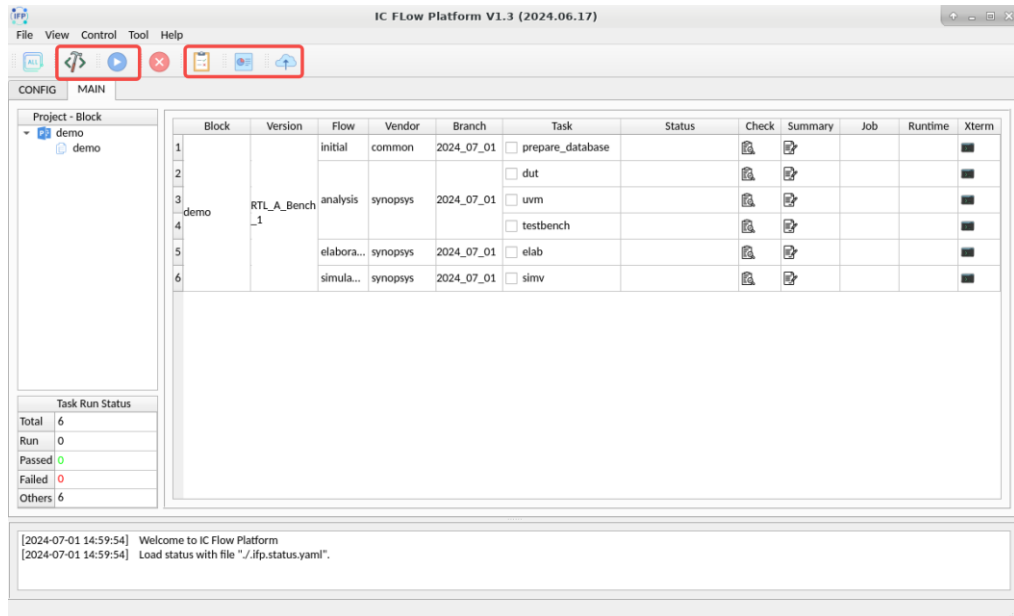 IFP
IC FLow Platform V1.3 (2024.06.17)
File View Control Tool Help
ALL
CONFIG MAIN
Project - Block
demo
demo
Block Version Flow Vendor Branch Task Status Check Summary Job Runtime Xterm
1 demo RTL_A_Bench_1 initial common 2024_07_01 prepare_database
2 analysis synopsys 2024_07_01 dut
3 uvm
4 testbench
5 elabora... synopsys 2024_07_01 elab
6 simula... synopsys 2024_07_01 simv
Task Run Status
Total 6
Run 0
Passed 0
Failed 0
Others 6
[2024-07-01 14:59:54] Welcome to IC Flow Platform
[2024-07-01 14:59:54] Load status with file "./.ifp.status.yaml".